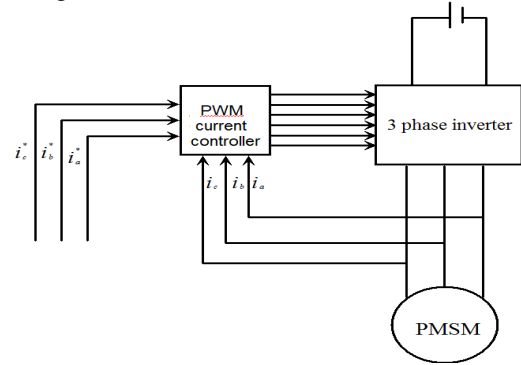 PWM
current
controller
3 phase inverter
i*c i*b i*a
ic ib ia
PMSM